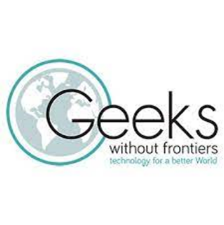 Geeks
without frontiers
technology for a better World